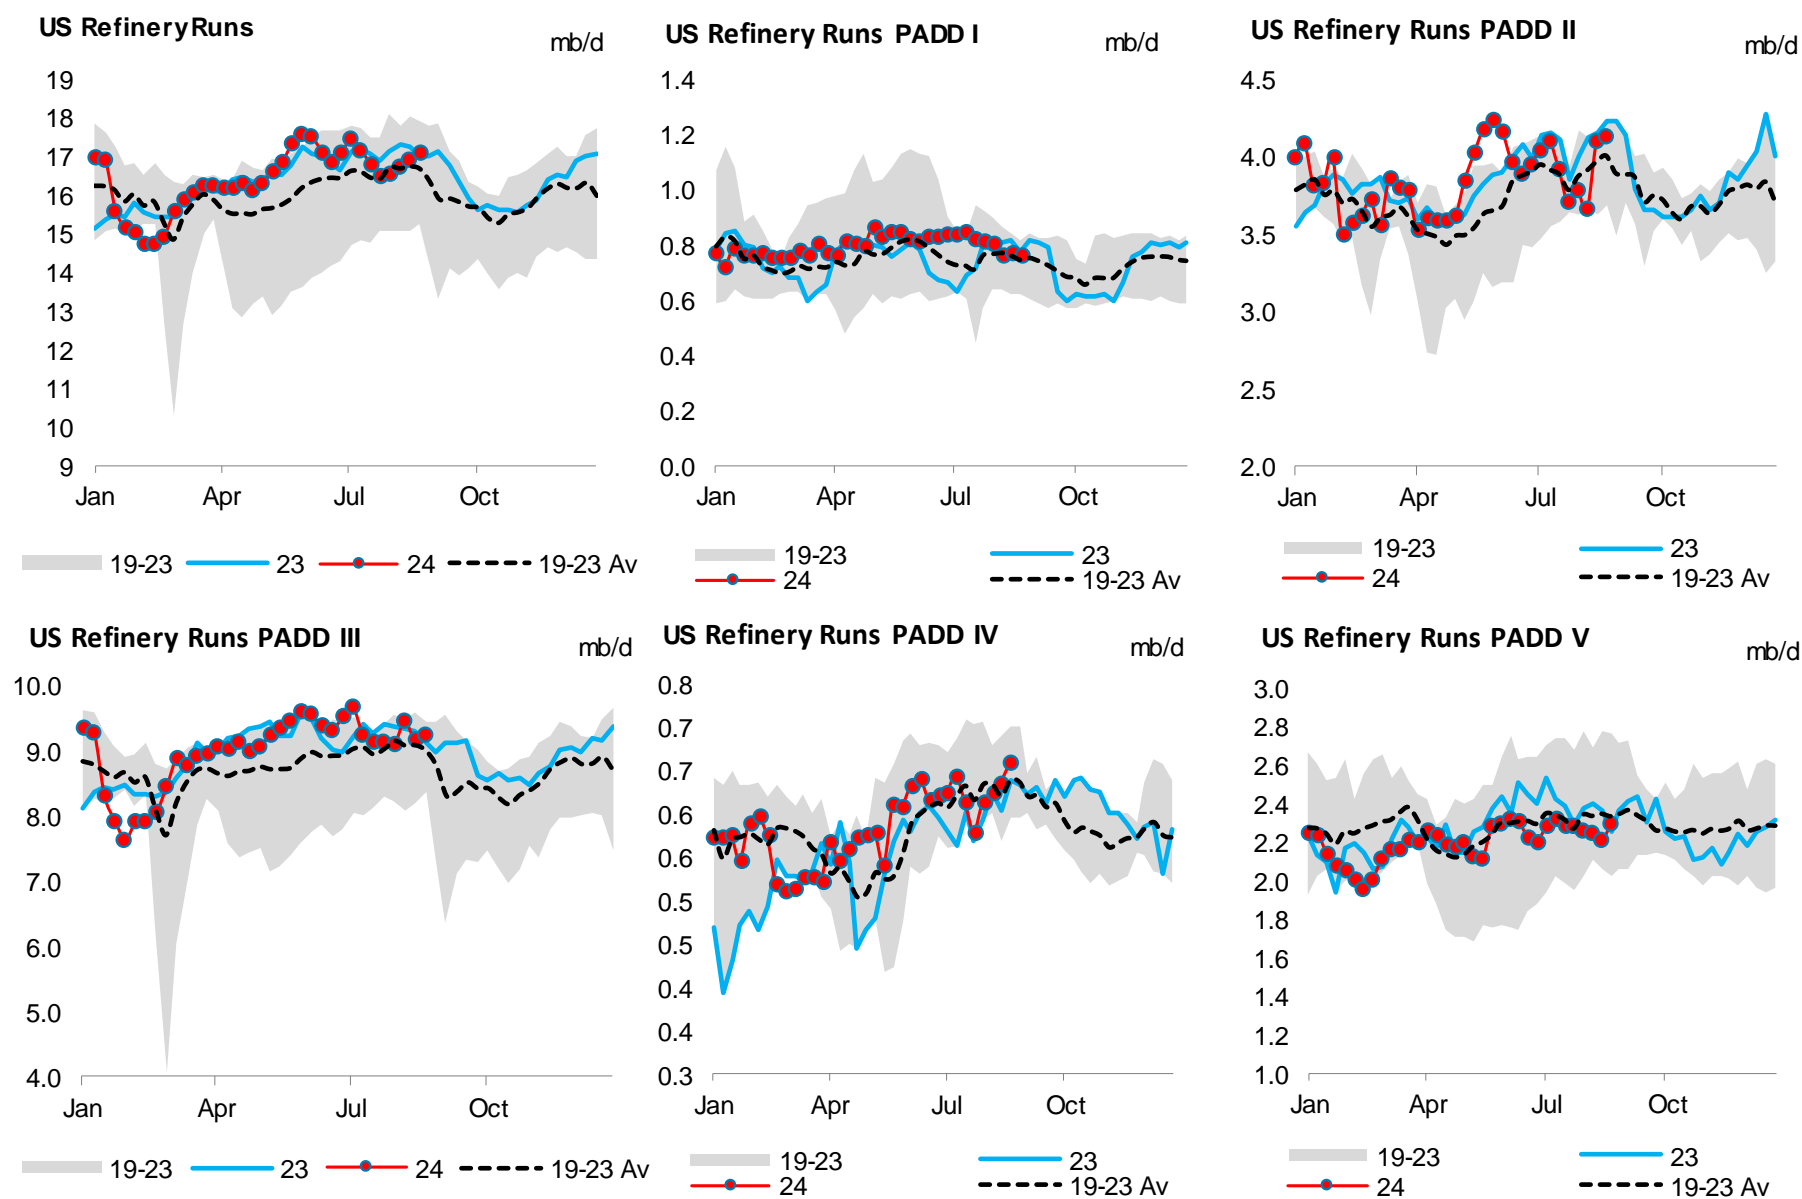 US Refinery Runs
mb/d
19
18
17
16
15
14
13
12
11
10
9
Jan Apr Jul Oct
19-23 23 24 19-23 Av
US Refinery Runs PADD I
mb/d
1.4
1.2
1.0
0.8
0.6
0.4
0.2
0.0
Jan Apr Jul Oct
19-23 23
24 19-23 Av
US Refinery Runs PADD II
mb/d
4.5
4.0
3.5
3.0
2.5
2.0
Jan Apr Jul Oct
19-23 23
24 19-23 Av
US Refinery Runs PADD III
mb/d
10.0
9.0
8.0
7.0
6.0
5.0
4.0
Jan Apr Jul Oct
19-23 23 24 19-23 Av
US Refinery Runs PADD IV
mb/d
0.8
0.7
0.7
0.6
0.6
0.5
0.5
0.4
0.4
0.3
Jan Apr Jul Oct
19-23 23
24 19-23 Av
US Refinery Runs PADD V
mb/d
3.0
2.8
2.6
2.4
2.2
2.0
1.8
1.6
1.4
1.2
1.0
Jan Apr Jul Oct
19-23 23
24 19-23 Av